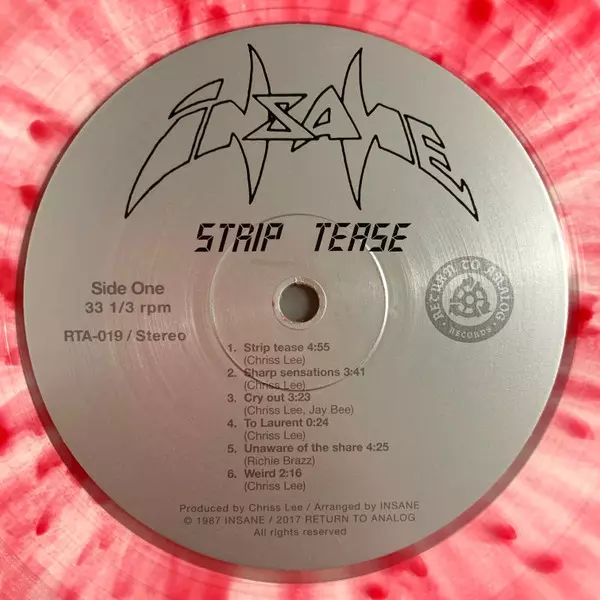 INSANE
STRIP TEASE
Side One
33 1/3 rpm
RTA-019 / Stereo
RETURN TO ANALOG
RECORDS
1. Strip tease 4:55
(Chriss Lee)
2. Sharp sensations 3:41
(Chriss Lee)
3. Cry out 3:23
(Chriss Lee, Jay Bee)
4. To Laurent 0:24
(Chriss Lee)
5. Unaware of the share 4:25
(Richie Brazz)
6. Weird 2:16
(Chriss Lee)
Produced by Chriss Lee / Arranged by INSANE
© 1987 INSANE / 2017 RETURN TO ANALOG
All rights reserved